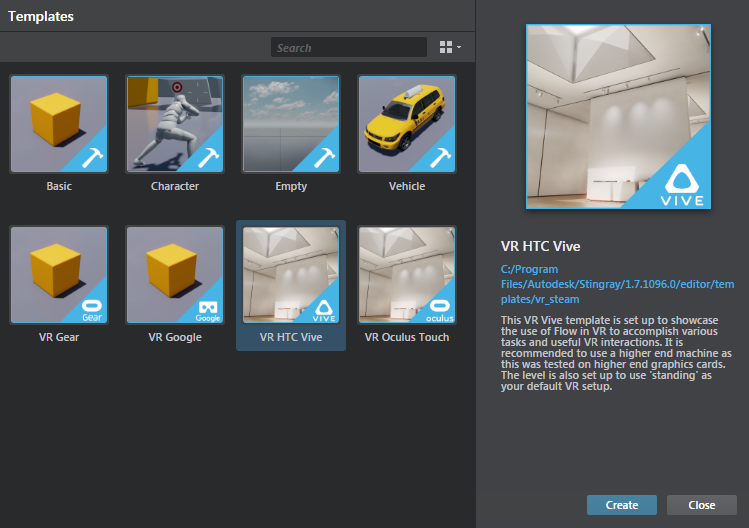 Templates
Search
Basic
Character
Empty
Vehicle
Gear
Google
VIVE
oculus
VR Gear
VR Google
VR HTC Vive
VR Oculus Touch
VIVE
VR HTC Vive
C:/Program
Files/Autodesk/Stingray/1.7.1096.0/editor/tem
plates/vr_steam
This VR Vive template is set up to showcase
the use of Flow in VR to accomplish various
tasks and useful VR interactions. It is
recommended to use a higher end machine as
this was tested on higher end graphics cards.
The level is also set up to use 'standing' as
your default VR setup.
Create
Close